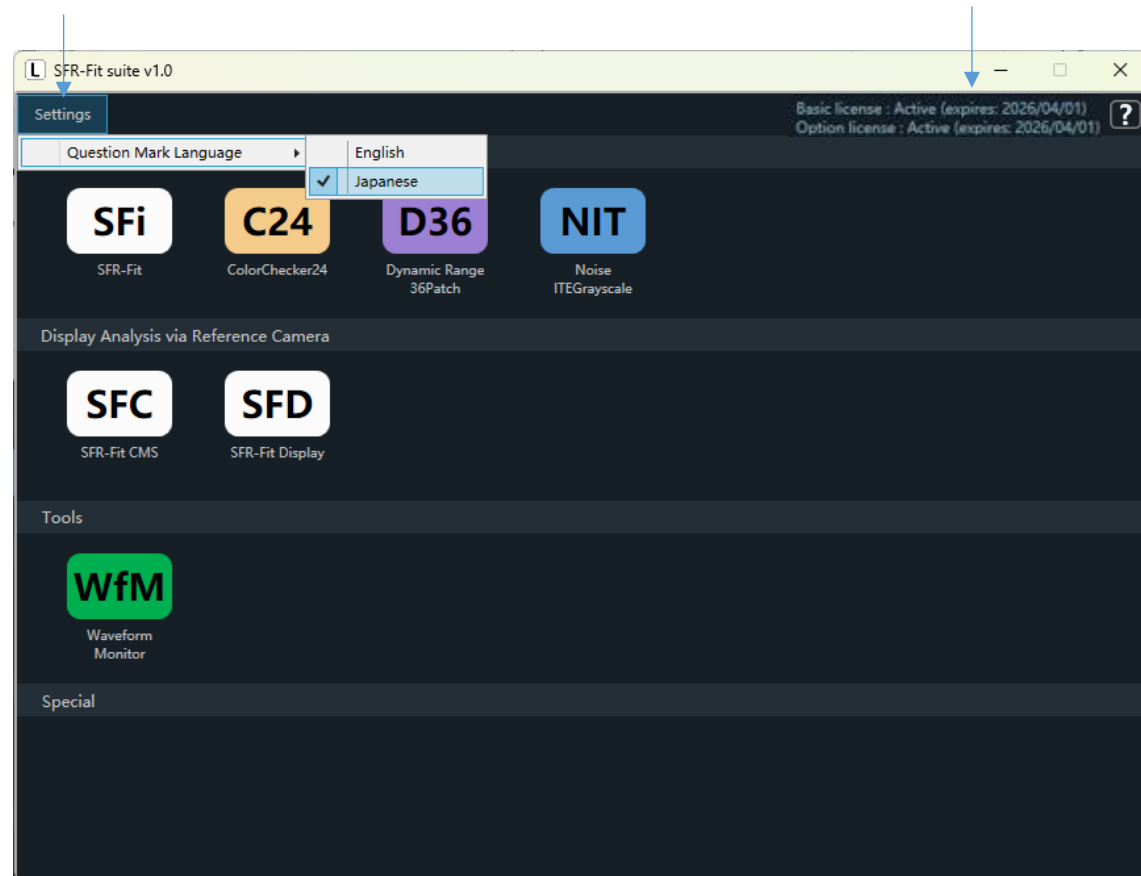 L SFR-Fit suite v1.0
Settings
Basic license : Active (expires: 2026/04/01)
Option license : Active (expires: 2026/04/01)
?
Question Mark Language
English
Japanese
SFi
C24
D36
NIT
SFR-Fit
ColorChecker24
Dynamic Range
36Patch
Noise
ITEGrayscale
Display Analysis via Reference Camera
SFC
SFD
SFR-Fit CMS
SFR-Fit Display
Tools
WfM
Waveform
Monitor
Special